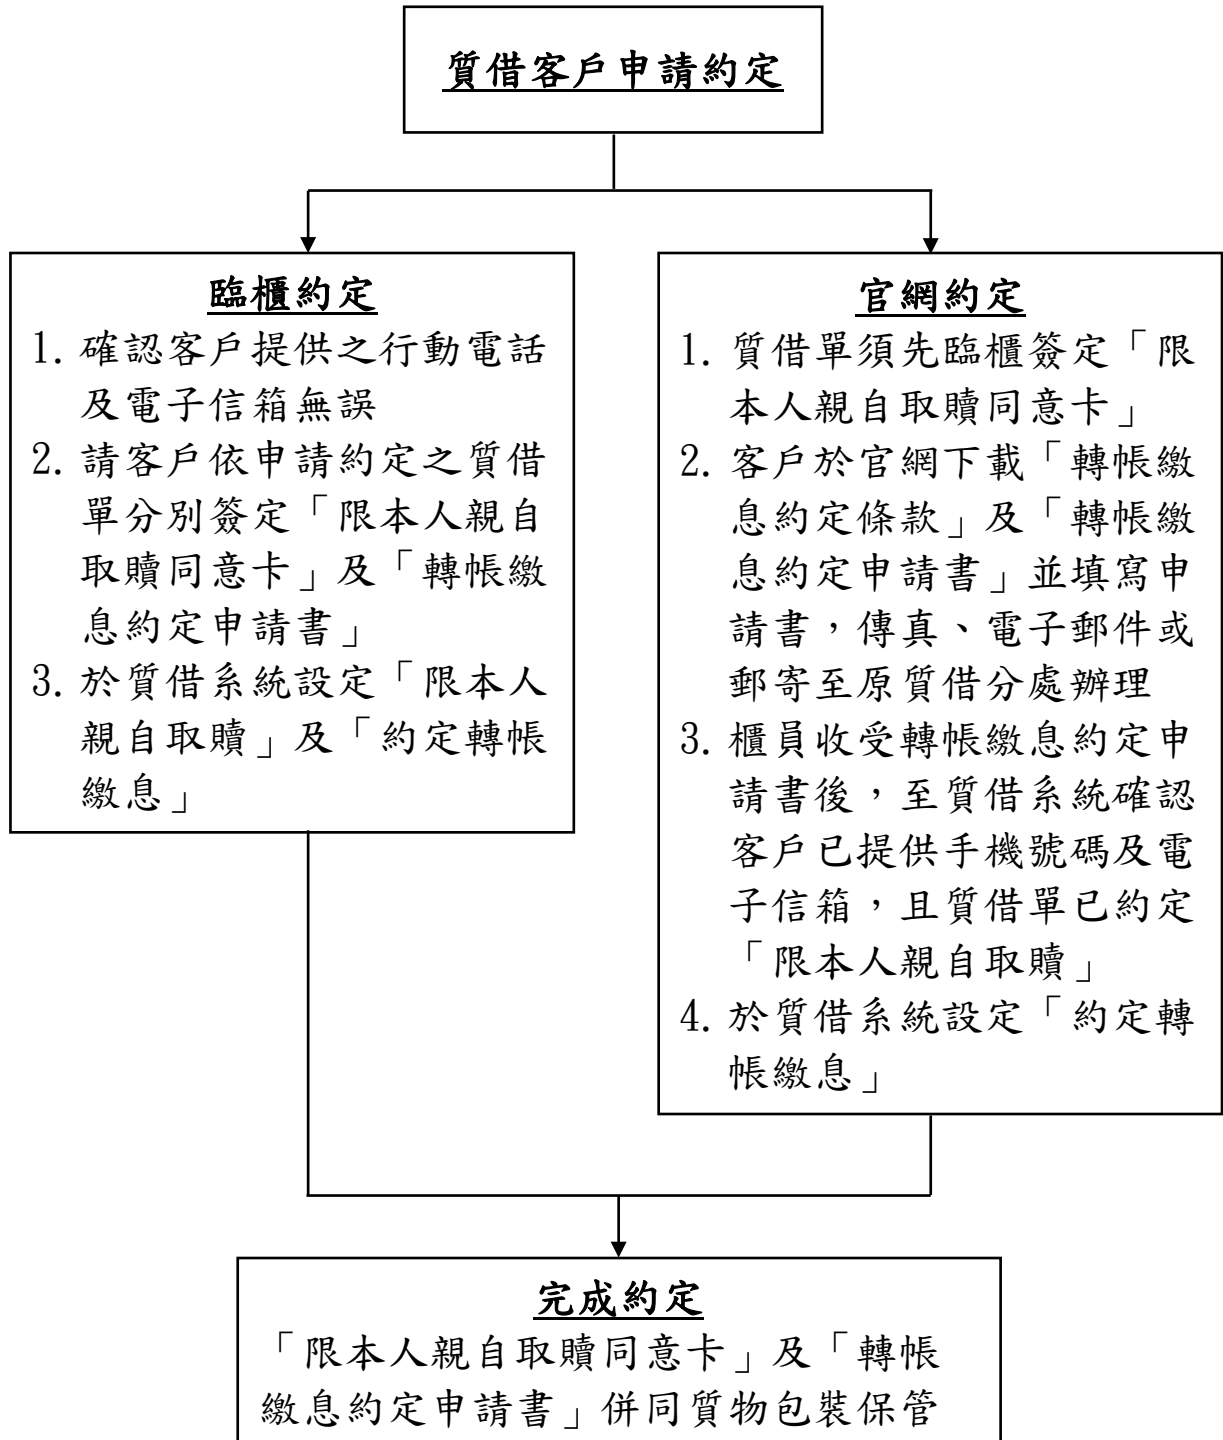 質借客戶申請約定
臨櫃約定
1. 確認客戶提供之行動電話
及電子信箱無誤
2. 請客戶依申請約定之質借
單分別簽定「限本人親自
取贖同意卡」及「轉帳繳
息約定申請書」
3. 於質借系統設定「限本人
親自取贖」及「約定轉帳
繳息」
官網約定
1. 質借單須先臨櫃簽定「限
本人親自取贖同意卡」
2. 客戶於官網下載「轉帳繳
息約定條款」及「轉帳繳
息約定申請書」並填寫申
請書，傳真、電子郵件或
郵寄至原質借分處辦理
3. 櫃員收受轉帳繳息約定申
請書後，至質借系統確認
客戶已提供手機號碼及電
子信箱，且質借單已約定
「限本人親自取贖」
4. 於質借系統設定「約定轉
帳繳息」
完成約定
「限本人親自取贖同意卡」及「轉帳
繳息約定申請書」併同質物包裝保管